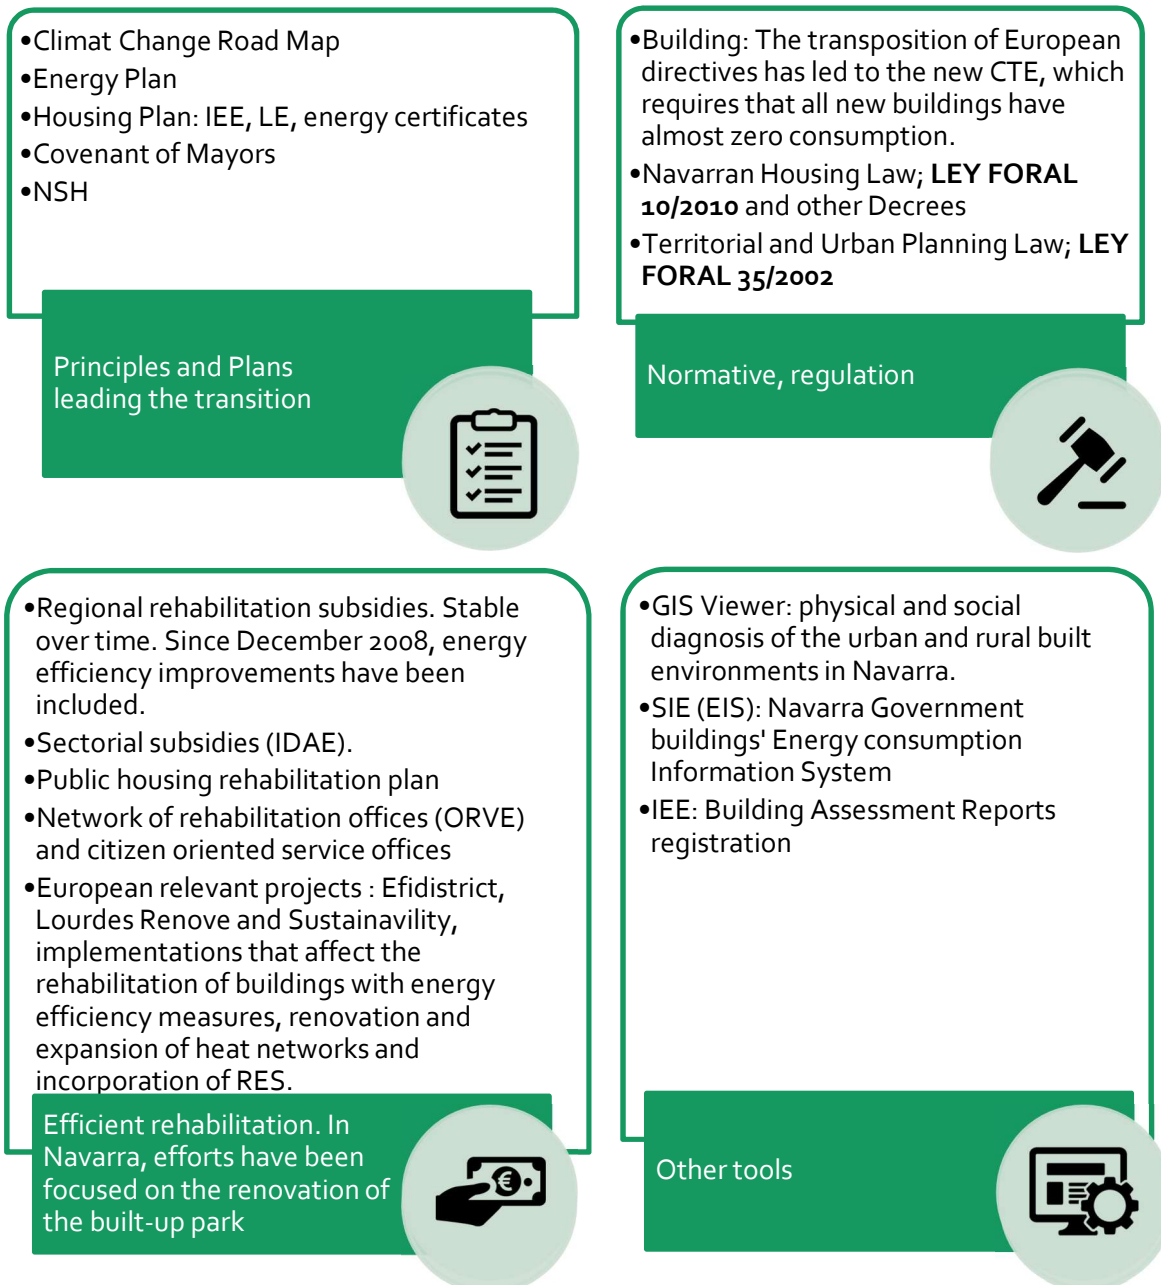 •Climat Change Road Map
•Energy Plan
•Housing Plan: IEE, LE, energy certificates
•Covenant of Mayors
•NSH
Principles and Plans
leading the transition
•Building: The transposition of European
directives has led to the new CTE, which
requires that all new buildings have
almost zero consumption.
•Navarran Housing Law; LEY FORAL
10/2010 and other Decrees
•Territorial and Urban Planning Law; LEY
FORAL 35/2002
Normative, regulation
•Regional rehabilitation subsidies. Stable
over time. Since December 2008, energy
efficiency improvements have been
included.
•Sectorial subsidies (IDAE).
•Public housing rehabilitation plan
•Network of rehabilitation offices (ORVE)
and citizen oriented service offices
•European relevant projects : Efidistrict,
Lourdes Renove and Sustainavility,
implementations that affect the
rehabilitation of buildings with energy
efficiency measures, renovation and
expansion of heat networks and
incorporation of RES.
Efficient rehabilitation. In
Navarra, efforts have been
focused on the renovation of
the built-up park
•GIS Viewer: physical and social
diagnosis of the urban and rural built
environments in Navarra.
•SIE (EIS): Navarra Government
buildings' Energy consumption
Information System
•IEE: Building Assessment Reports
registration
Other tools